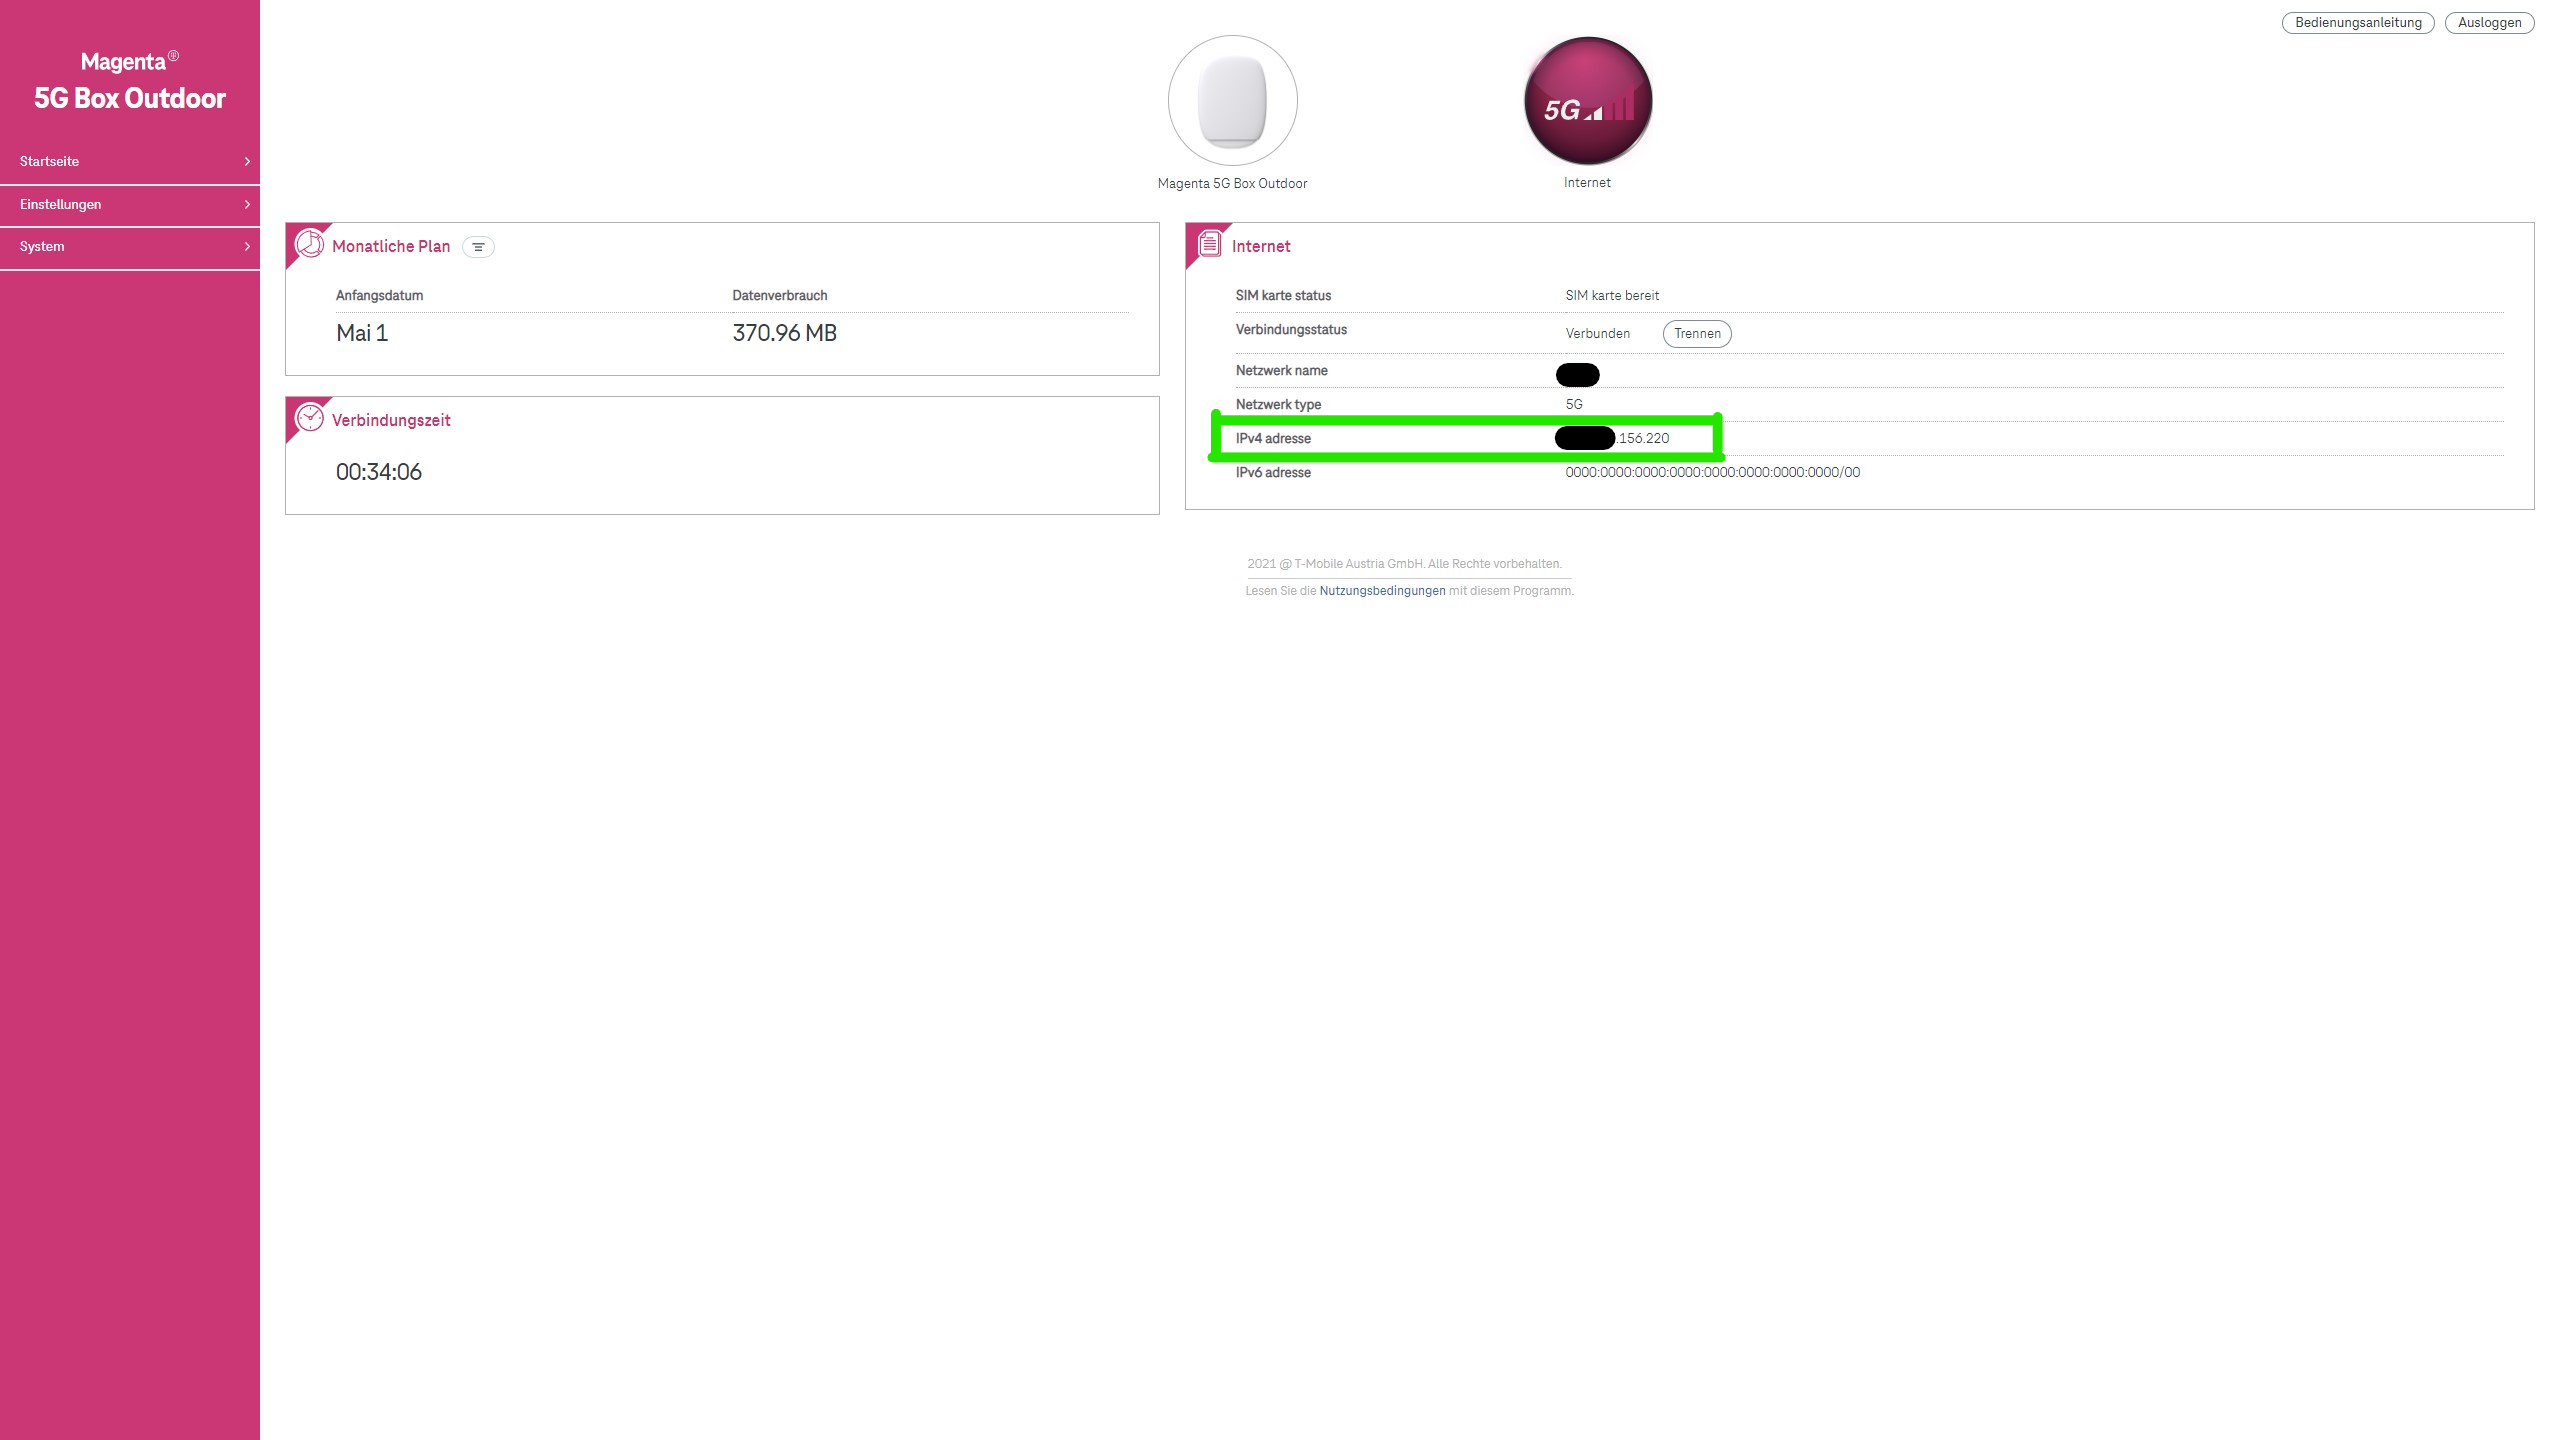 Bedienungsanleitung
Ausloggen
Magenta
5G Box Outdoor
Startseite
Einstellungen
System
5G
Magenta 5G Box Outdoor
Internet
Monatliche Plan
Anfangsdatum Datenverbrauch
Mai 1 370.96 MB
Verbindungszeit
00:34:06
Internet
SIM karte status SIM karte bereit
Verbindungsstatus Verbunden Trennen
Netzwerk name
Netzwerk type 5G
IPv4 adresse .156.220
IPv6 adresse 0000:0000:0000:0000:0000:0000:0000:0000/00
2021 @ T-Mobile Austria GmbH. Alle Rechte vorbehalten.
Lesen Sie die Nutzungsbedingungen mit diesem Programm.